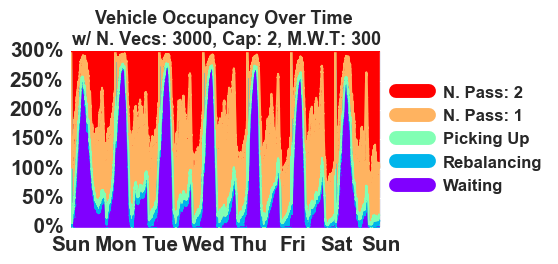 Vehicle Occupancy Over Time
w/ N. Vecs: 3000, Cap: 2, M.W.T: 300
300%
250%
200%
150%
100%
50%
0%
Sun Mon Tue Wed Thu Fri Sat Sun
N. Pass: 2
N. Pass: 1
Picking Up
Rebalancing
Waiting